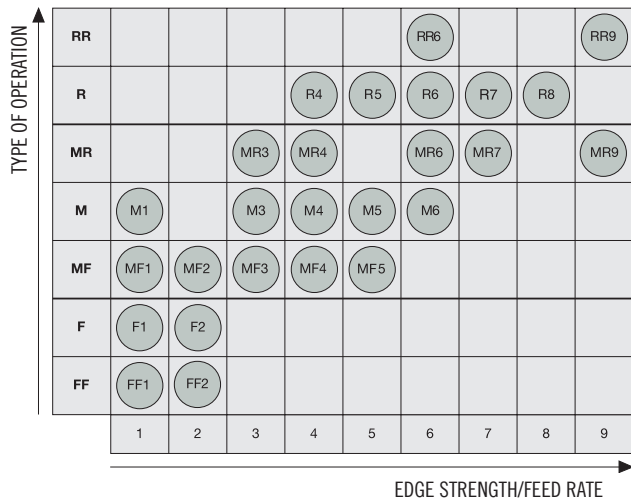 TYPE OF OPERATION
RR RR6 RR9
R R4 R5 R6 R7 R8
MR MR3 MR4 MR6 MR7 MR9
M M1 M3 M4 M5 M6
MF MF1 MF2 MF3 MF4 MF5
F F1 F2
FF FF1 FF2
1 2 3 4 5 6 7 8 9
EDGE STRENGTH/FEED RATE